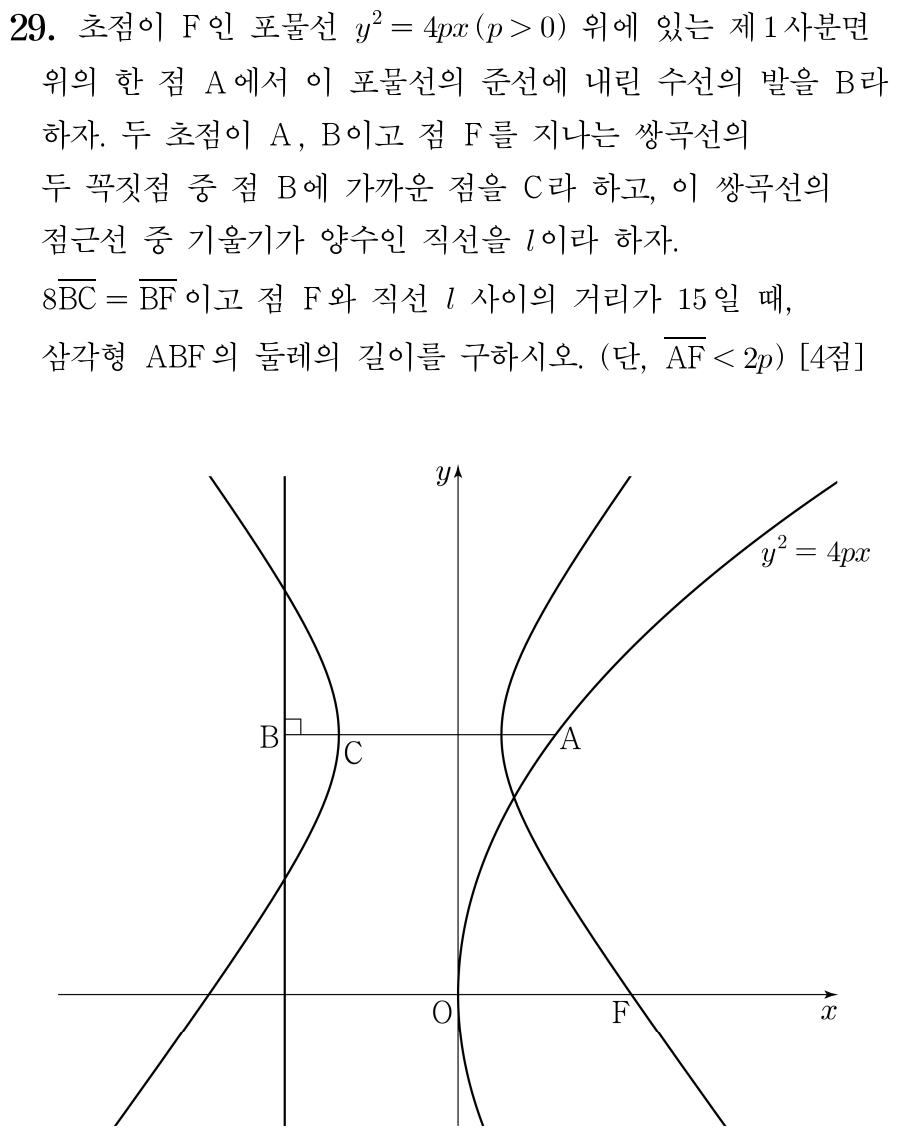 29. 초점이 F인 포물선 y² = 4px (p > 0) 위에 있는 제1사분면
위의 한 점 A에서 이 포물선의 준선에 내린 수선의 발을 B라
하자. 두 초점이 A, B이고 점 F를 지나는 쌍곡선의
두 꼭짓점 중 점 B에 가까운 점을 C라 하고, 이 쌍곡선의
점근선 중 기울기가 양수인 직선을 l이라 하자.
8B̅C̅ = B̅F̅이고 점 F와 직선 l 사이의 거리가 15일 때,
삼각형 ABF의 둘레의 길이를 구하시오. (단, A̅F̅ < 2p) [4점]
y
y² = 4px
B
C
A
O
F
x